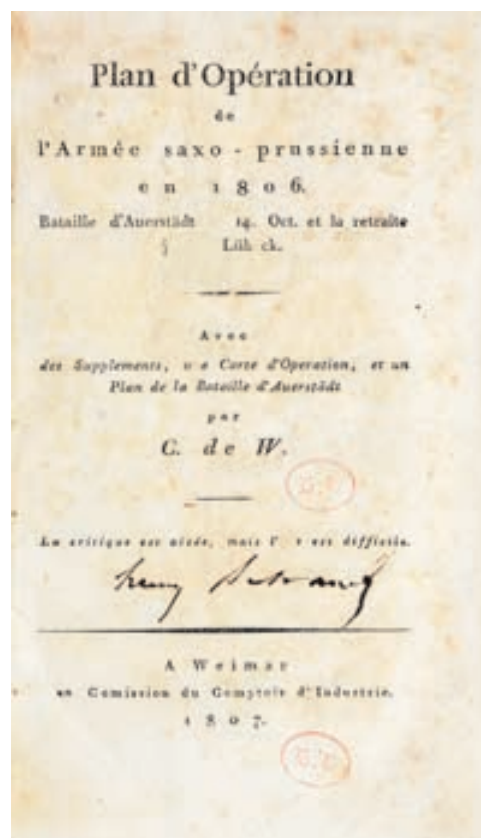 Plan d'Opération
de
l'Armée saxo - prussienne
en 1806.
Bataille d'Auerstädt 14. Oct. et la retraite
Lüb ck.
Avec
des Supplements, u e Carte d'Operation, et un
Plan de la Bataille d'Auerstädt
par
C. de W.
La critique est aisée, mais l' r est difficile.
A Weimar
en Comission du Comptoir d'Industrie.
1807.